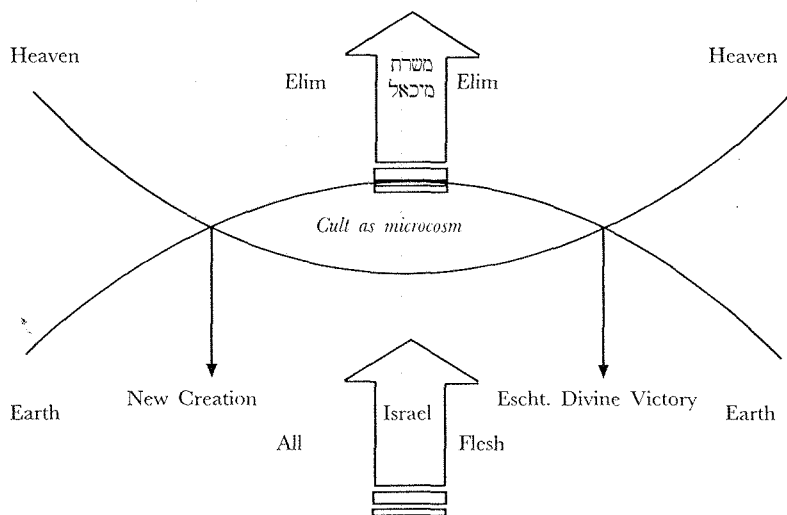 Heaven Heaven
Elim משרת Elim
מיכאל
Cult as microcosm
New Creation Escht. Divine Victory
Earth Israel Earth
All Flesh